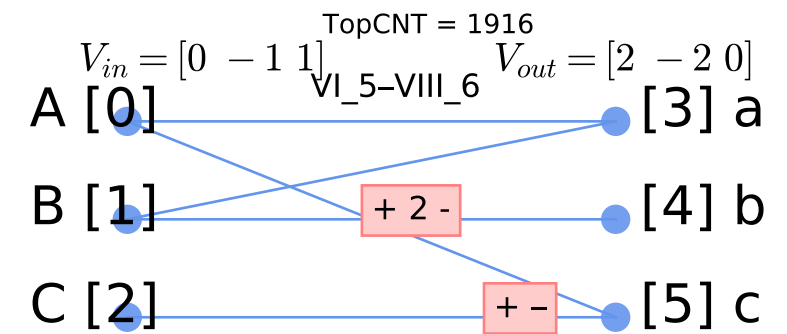 TopCNT = 1916
V_in = [0 −1 1] V_out = [2 −2 0]
VI_5−VIII_6
A [0] [3] a
B [1] + 2 - [4] b
C [2] + − [5] c